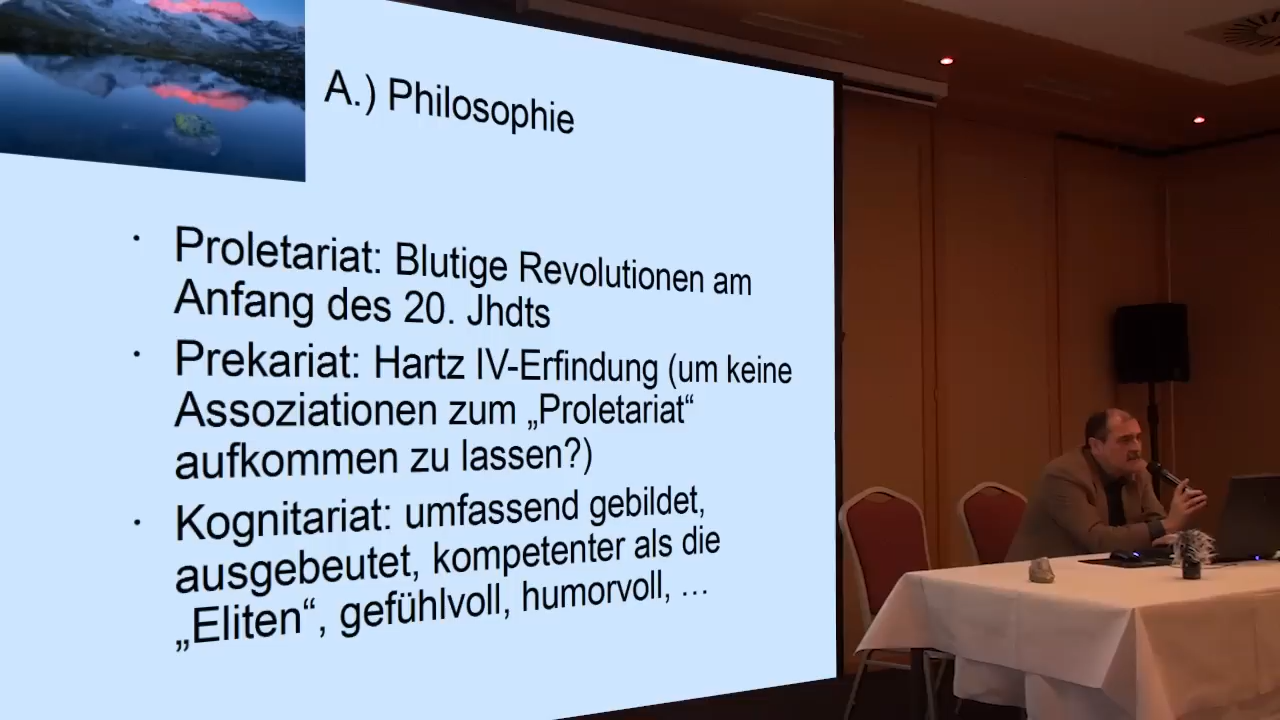 A.) Philosophie
· Proletariat: Blutige Revolutionen am
Anfang des 20. Jhdts
· Prekariat: Hartz IV-Erfindung (um keine
Assoziationen zum „Proletariat“
aufkommen zu lassen?)
· Kognitariat: umfassend gebildet,
ausgebeutet, kompetenter als die
„Eliten“, gefühlvoll, humorvoll, …